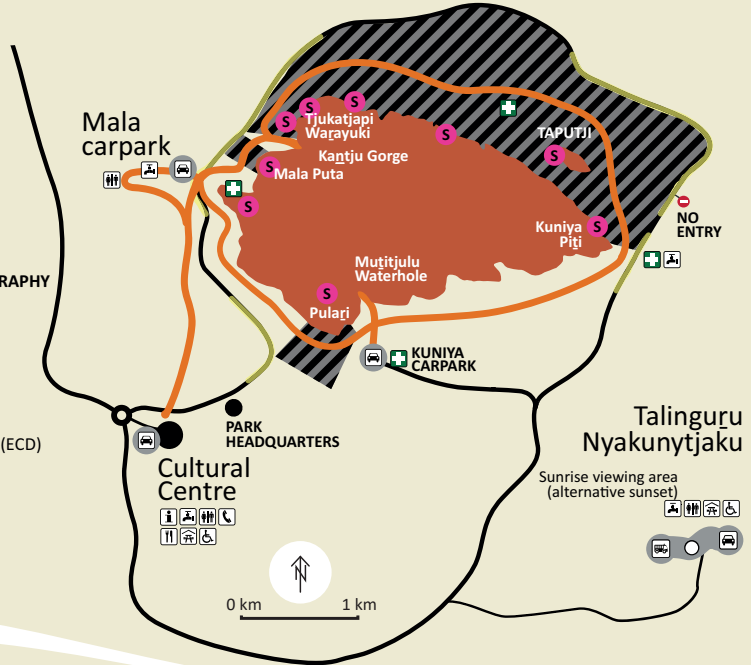 Mala
carpark
S
S
S
Tjukatjapi
Waṟayuki
S
Kaṉtju Gorge
S
Mala Puta
S
TAPUTJI
S
NO
ENTRY
Kuniya
Piṯi
S
RAPHY
Muṯitjulu
Waterhole
S
Pulaṟi
KUNIYA
CARPARK
PARK
HEADQUARTERS
(ECD)
Cultural
Centre
i
Talinguṟu
Nyakunytjaku
Sunrise viewing area
(alternative sunset)
N
0 km
1 km